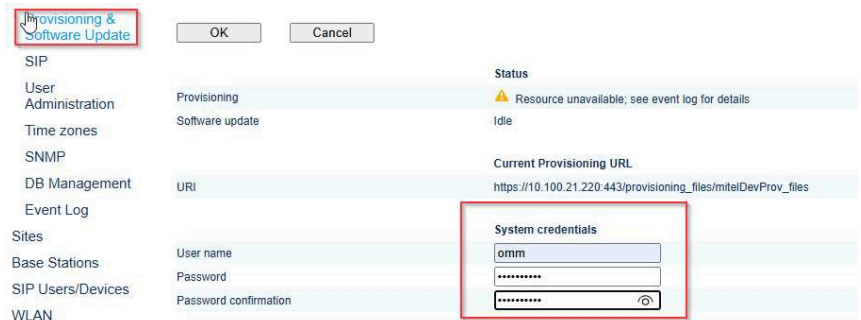 Provisioning &
Software Update
OK
Cancel
SIP
Status
User
Administration
Provisioning
Resource unavailable; see event log for details
Software update
Idle
Time zones
SNMP
Current Provisioning URL
DB Management
URI
https://10.100.21.220:443/provisioning_files/mitelDevProv_files
Event Log
Sites
System credentials
Base Stations
User name
omm
Password
••••••••••
SIP Users/Devices
Password confirmation
••••••••••
WLAN